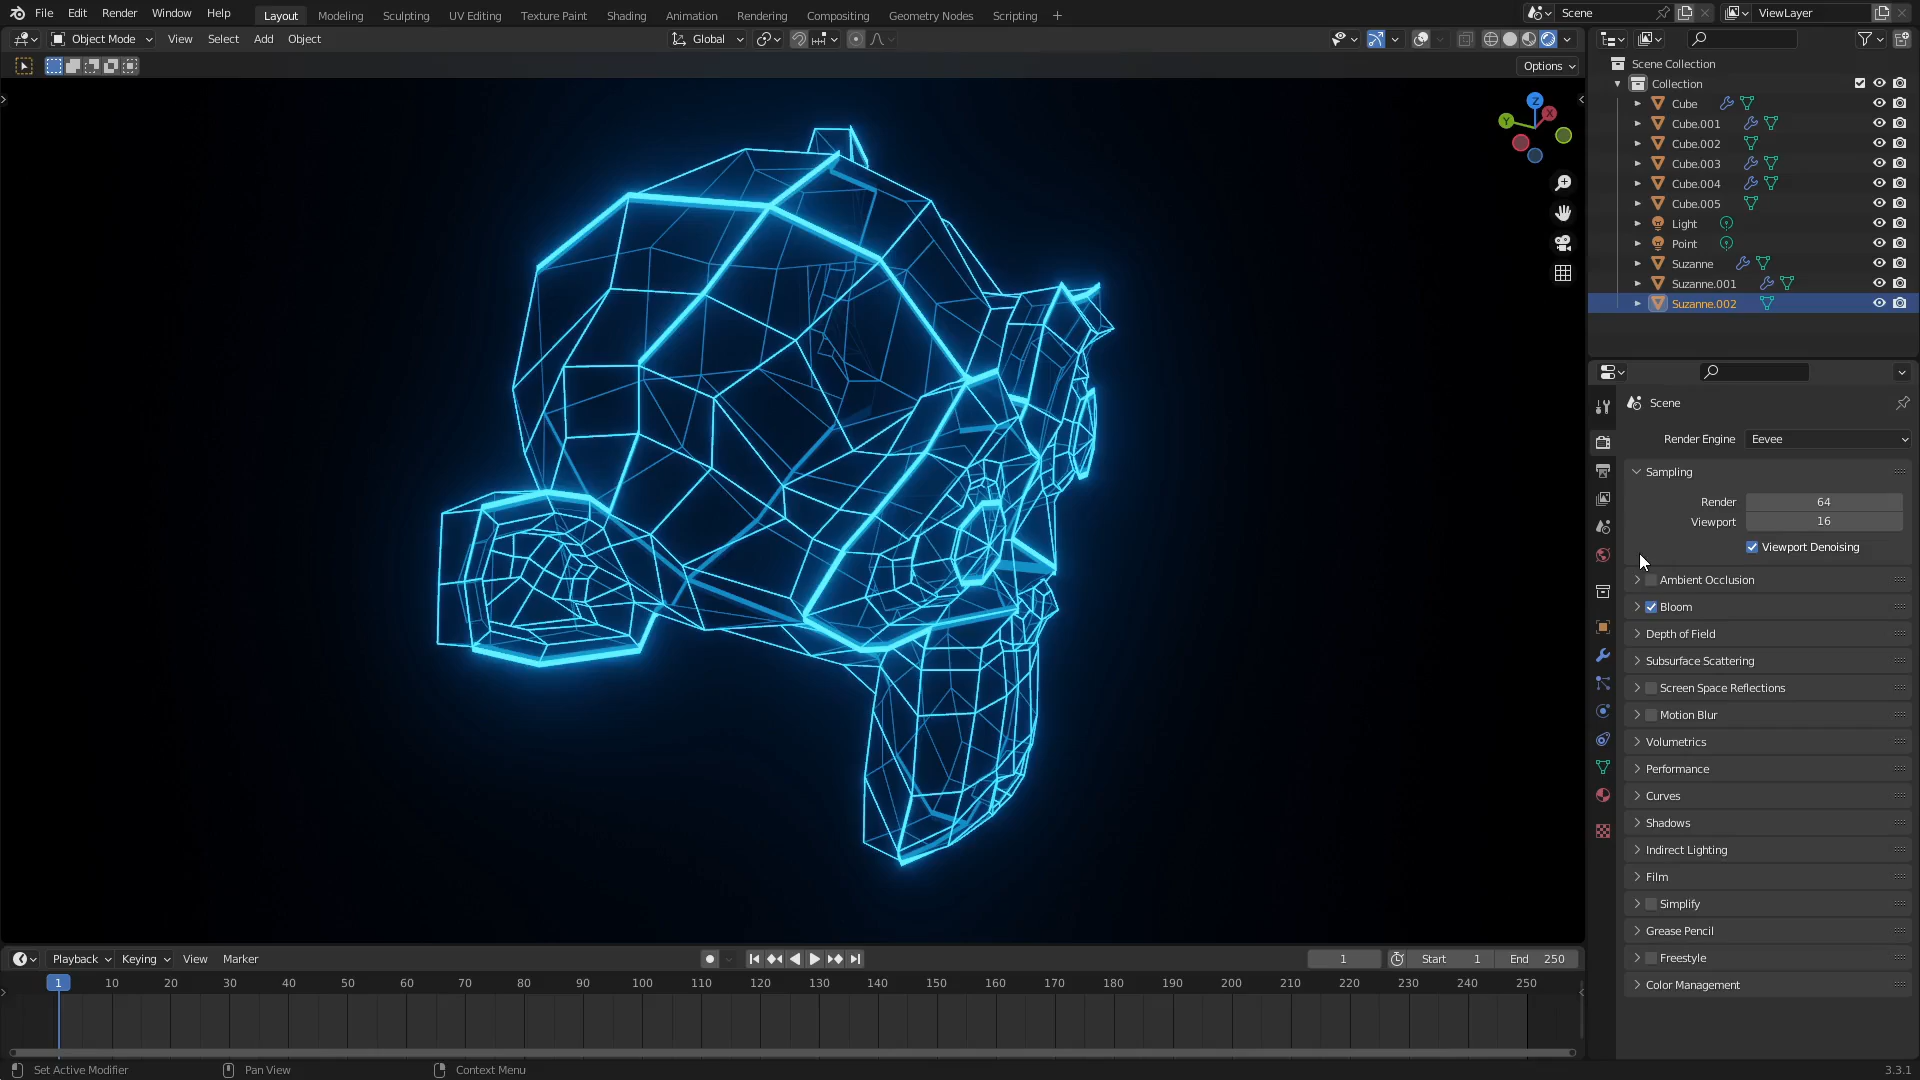 File Edit Render Window Help Layout Modeling Sculpting UV Editing Texture Paint Shading Animation Rendering Compositing Geometry Nodes Scripting + Scene ViewLayer
Object Mode View Select Add Object Global
Options
Z
X
Y
Scene Collection
Collection
Cube
Cube.001
Cube.002
Cube.003
Cube.004
Cube.005
Light
Point
Suzanne
Suzanne.001
Suzanne.002
Scene
Render Engine Eevee
Sampling
Render 64
Viewport 16
Viewport Denoising
Ambient Occlusion
Bloom
Depth of Field
Subsurface Scattering
Screen Space Reflections
Motion Blur
Volumetrics
Performance
Curves
Shadows
Indirect Lighting
Film
Simplify
Grease Pencil
Freestyle
Color Management
Playback Keying View Marker 1 Start 1 End 250
1 10 20 30 40 50 60 70 80 90 100 110 120 130 140 150 160 170 180 190 200 210 220 230 240 250
Set Active Modifier Pan View Context Menu 3.3.1